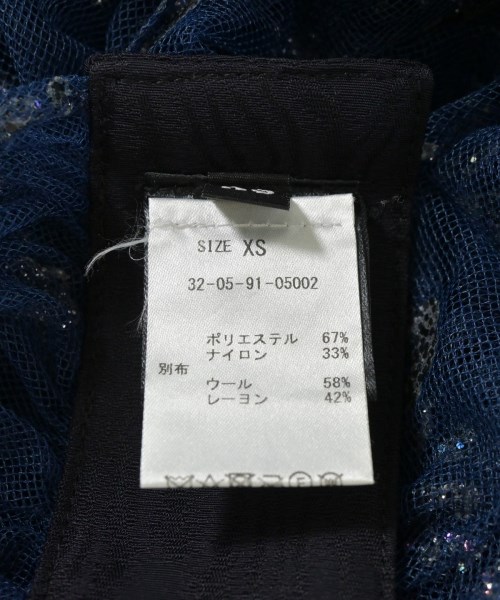 SIZE XS
32-05-91-05002
ポリエステル 67%
ナイロン 33%
別布
ウール 58%
レーヨン 42%